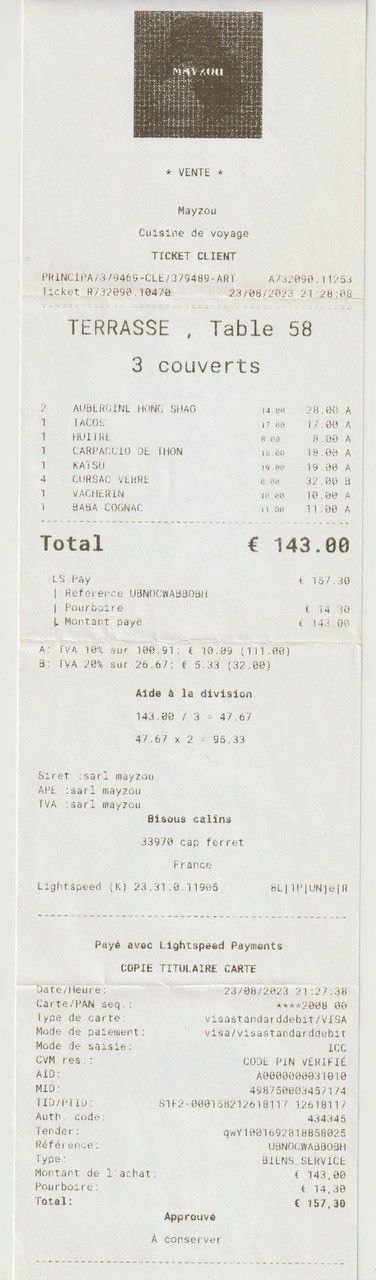 MAYZOU
* VENTE *
Mayzou
Cuisine de voyage
TICKET CLIENT
PRINCIPA/379469-CLE/379489-ART A732090.11253
Ticket R732090.10470 23/08/2023 21:28:08
TERRASSE , Table 58
3 couverts
2 AUBERGINE HONG SHAO 14.00 28.00 A
1 TACOS 17.00 17.00 A
1 HUITRE 8.00 8.00 A
1 CARPACCIO DE THON 18.00 18.00 A
1 KATSU 19.00 19.00 A
4 CURSAC VERRE 8.00 32.00 B
1 VACHERIN 10.00 10.00 A
1 BABA COGNAC 11.00 11.00 A
Total € 143.00
LS Pay € 157.30
| Reference UBNOCWABBOBH
| Pourboire € 14.30
Montant payé € 143.00
A: TVA 10% sur 100.91: € 10.09 (111.00)
B: TVA 20% sur 26.67: € 5.33 (32.00)
Aide à la division
143.00 / 3 = 47.67
47.67 x 2 = 95.33
Siret :sarl mayzou
APE :sarl mayzou
TVA :sarl mayzou
Bisous calins
33970 cap ferret
France
Lightspeed (K) 23.31.0.11905 BL|1P|UNje|R
Payé avec Lightspeed Payments
COPIE TITULAIRE CARTE
Date/Heure: 23/08/2023 21:27:38
Carte/PAN seq.: ****2008 00
Type de carte: visastandarddebit/VISA
Mode de paiement: visa/visastandarddebit
Mode de saisie: ICC
CVM res.: CODE PIN VÉRIFIÉ
AID: A0000000031010
MID: 498750003457174
TID/PTID: S1F2-000158212618117 12618117
Auth. code: 434345
Tender: qwY1001692818858025
Référence: UBNOCWABBOBH
Type: BIENS_SERVICE
Montant de l'achat: € 143,00
Pourboire: € 14,30
Total: € 157,30
Approuvé
À conserver